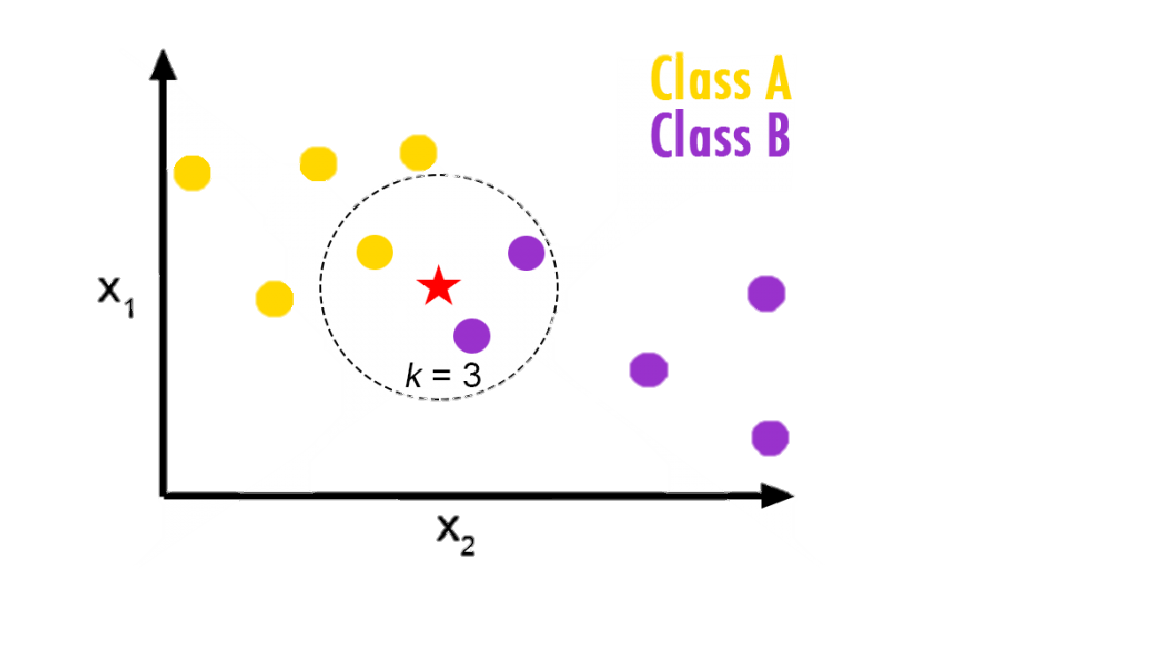 Class A
Class B
x₁
k = 3
x₂